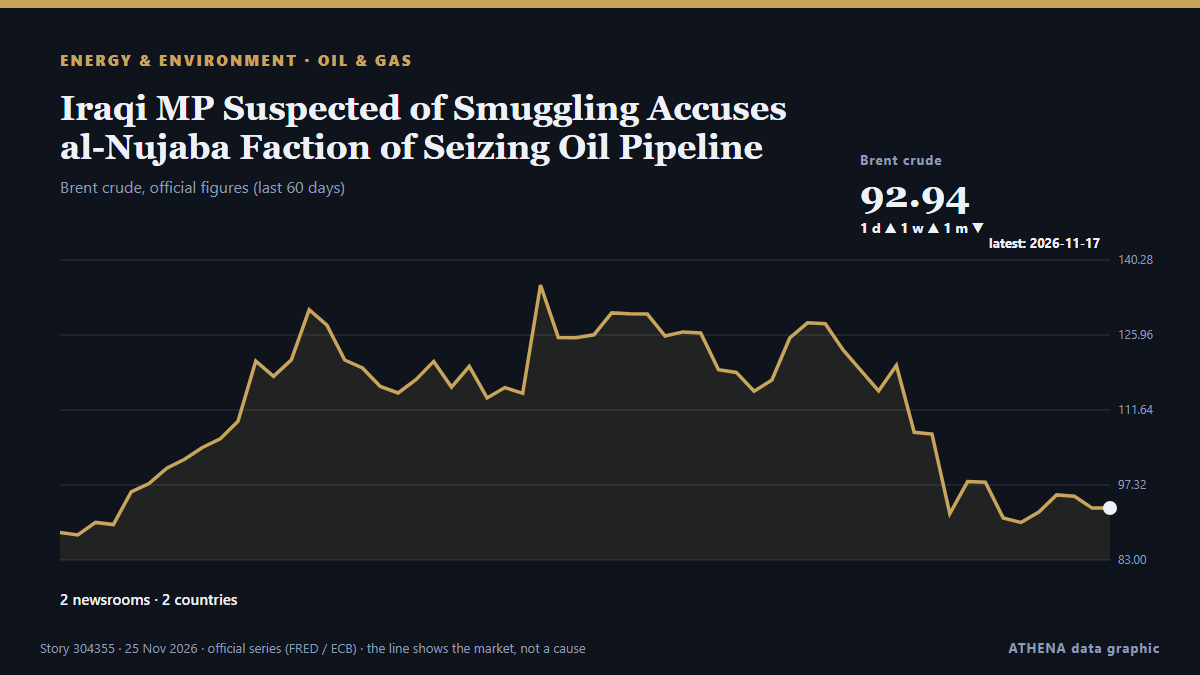 ENERGY & ENVIRONMENT · OIL & GAS
Iraqi MP Suspected of Smuggling Accuses
al-Nujaba Faction of Seizing Oil Pipeline
Brent crude, official figures (last 60 days)
Brent crude
92.94
1 d ▲ 1 w ▲ 1 m ▼
latest: 2026-11-17
140.28
125.96
111.64
97.32
83.00
2 newsrooms · 2 countries
Story 304355 · 25 Nov 2026 · official series (FRED / ECB) · the line shows the market, not a cause
ATHENA data graphic